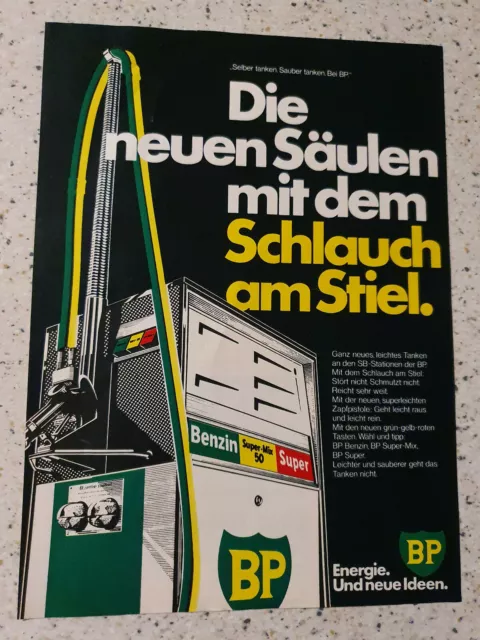 „Selber tanken. Sauber tanken. Bei BP.“
Die
neuen Säulen
mit dem
Schlauch
am Stiel.
Ganz neues, leichtes Tanken
an den SB-Stationen der BP.
Mit dem Schlauch am Stiel:
Stört nicht. Schmutzt nicht.
Reicht sehr weit.
Mit der neuen, superleichten
Zapfpistole: Geht leicht raus
und leicht rein.
Mit den neuen grün-gelb-roten
Tasten. Wähl und tipp:
BP Benzin, BP Super-Mix,
BP Super.
Leichter und sauberer geht das
Tanken nicht.
Benzin
Super-Mix
50
Super
BP
BP
Energie.
Und neue Ideen.